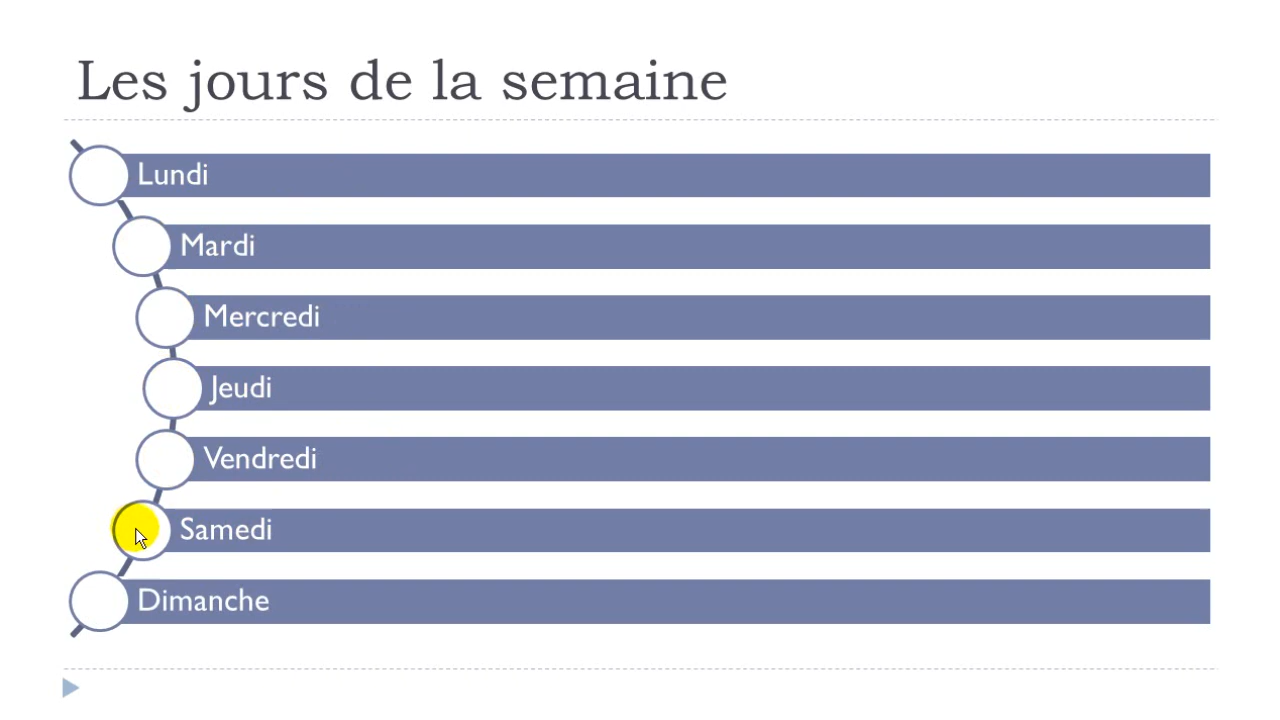 Les jours de la semaine
Lundi
Mardi
Mercredi
Jeudi
Vendredi
Samedi
Dimanche